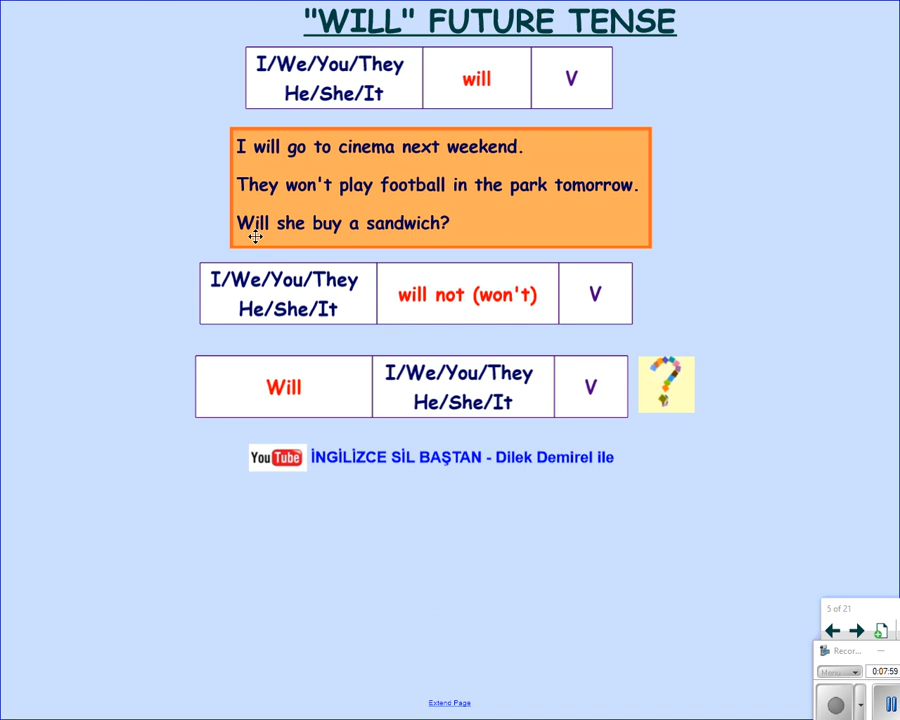 "WILL" FUTURE TENSE
I/We/You/They
He/She/It
will
V
I will go to cinema next weekend.
They won't play football in the park tomorrow.
Will she buy a sandwich?
I/We/You/They
He/She/It
will not (won't)
V
Will
I/We/You/They
He/She/It
V
?
YouTube İNGİLİZCE SİL BAŞTAN - Dilek Demirel ile
5 of 21
Recor...
Menu
0:07:59
Extend Page